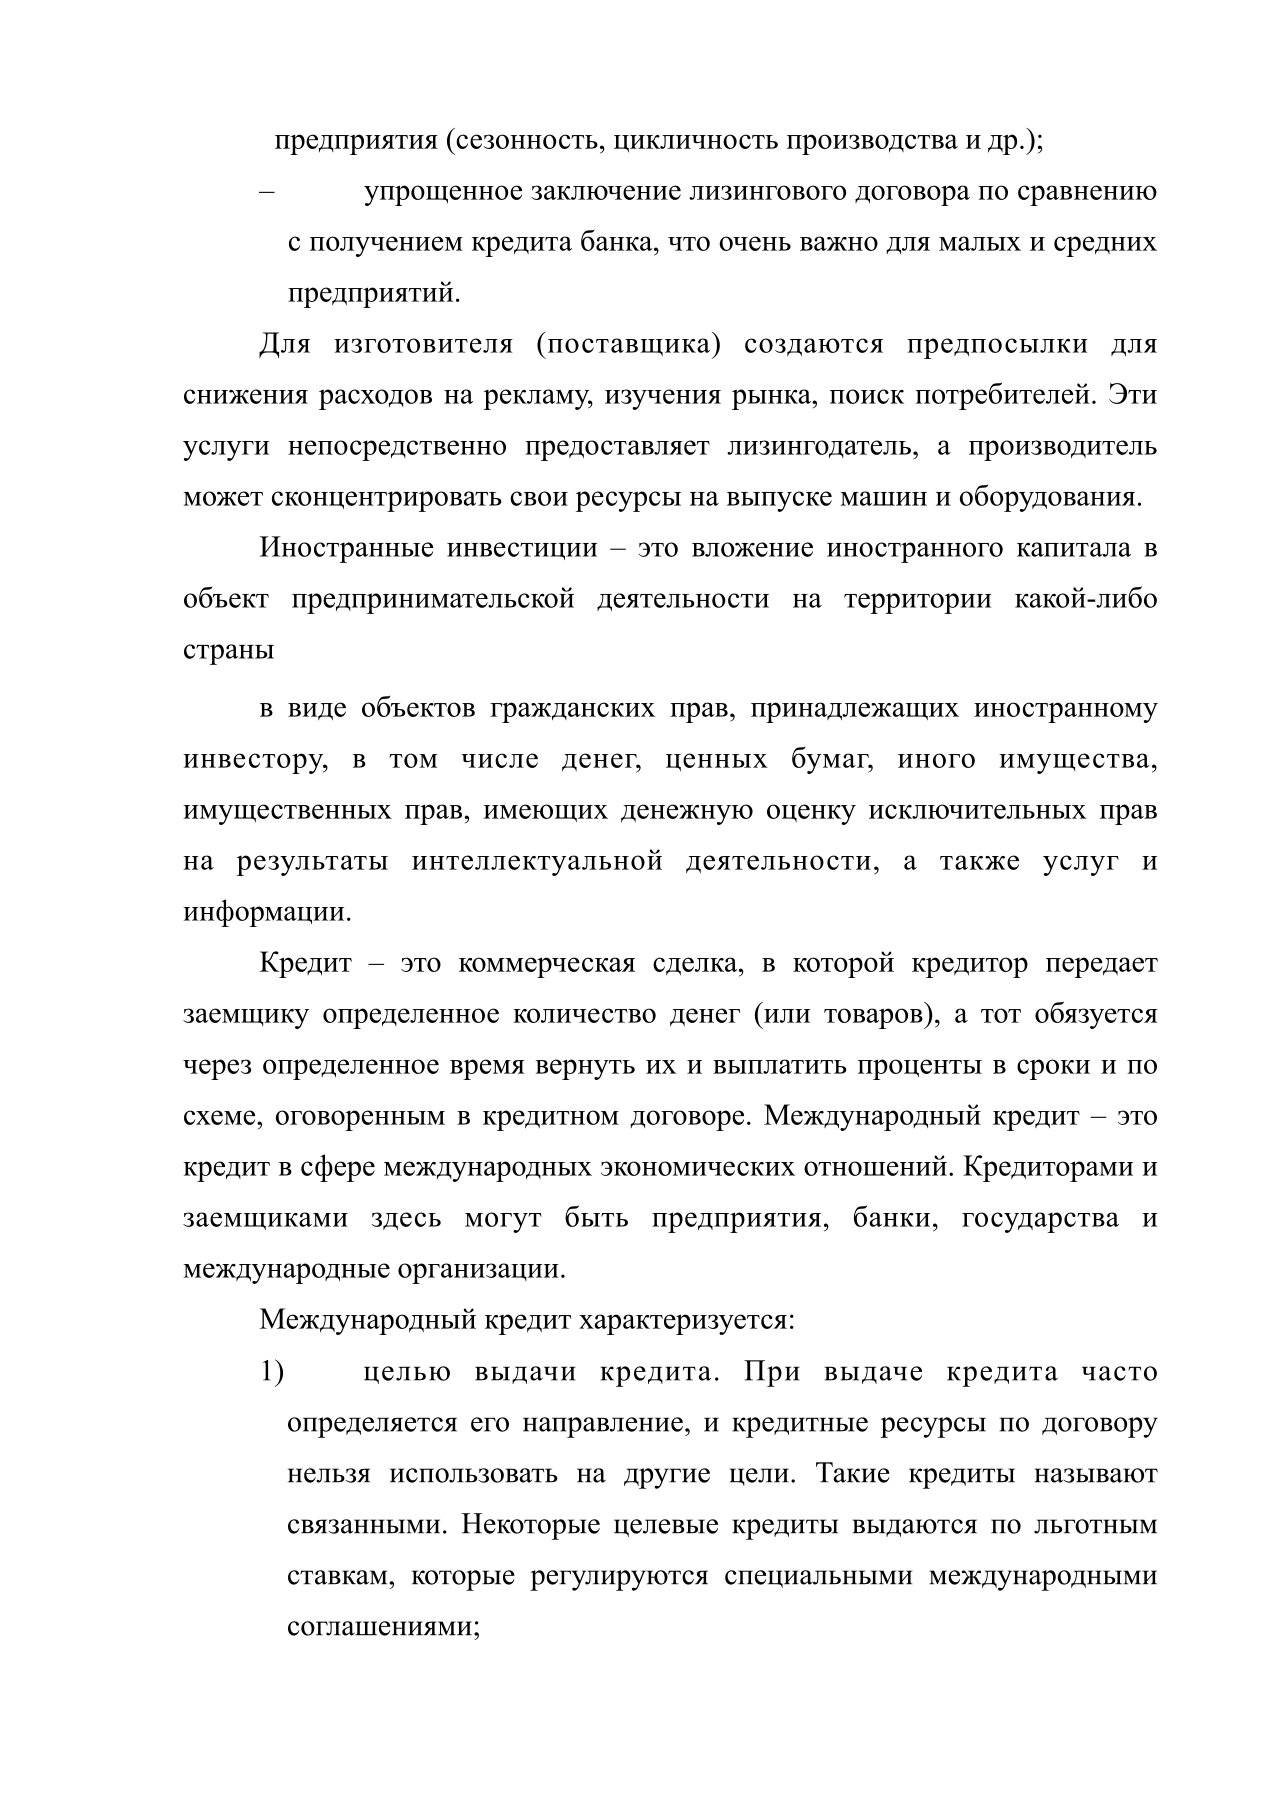 предприятия (сезонность, цикличность производства и др.);
– упрощенное заключение лизингового договора по сравнению
с получением кредита банка, что очень важно для малых и средних
предприятий.
Для изготовителя (поставщика) создаются предпосылки для
снижения расходов на рекламу, изучения рынка, поиск потребителей. Эти
услуги непосредственно предоставляет лизингодатель, а производитель
может сконцентрировать свои ресурсы на выпуске машин и оборудования.
Иностранные инвестиции – это вложение иностранного капитала в
объект предпринимательской деятельности на территории какой-либо
страны
в виде объектов гражданских прав, принадлежащих иностранному
инвестору, в том числе денег, ценных бумаг, иного имущества,
имущественных прав, имеющих денежную оценку исключительных прав
на результаты интеллектуальной деятельности, а также услуг и
информации.
Кредит – это коммерческая сделка, в которой кредитор передает
заемщику определенное количество денег (или товаров), а тот обязуется
через определенное время вернуть их и выплатить проценты в сроки и по
схеме, оговоренным в кредитном договоре. Международный кредит – это
кредит в сфере международных экономических отношений. Кредиторами и
заемщиками здесь могут быть предприятия, банки, государства и
международные организации.
Международный кредит характеризуется:
1) целью выдачи кредита. При выдаче кредита часто
определяется его направление, и кредитные ресурсы по договору
нельзя использовать на другие цели. Такие кредиты называют
связанными. Некоторые целевые кредиты выдаются по льготным
ставкам, которые регулируются специальными международными
соглашениями;